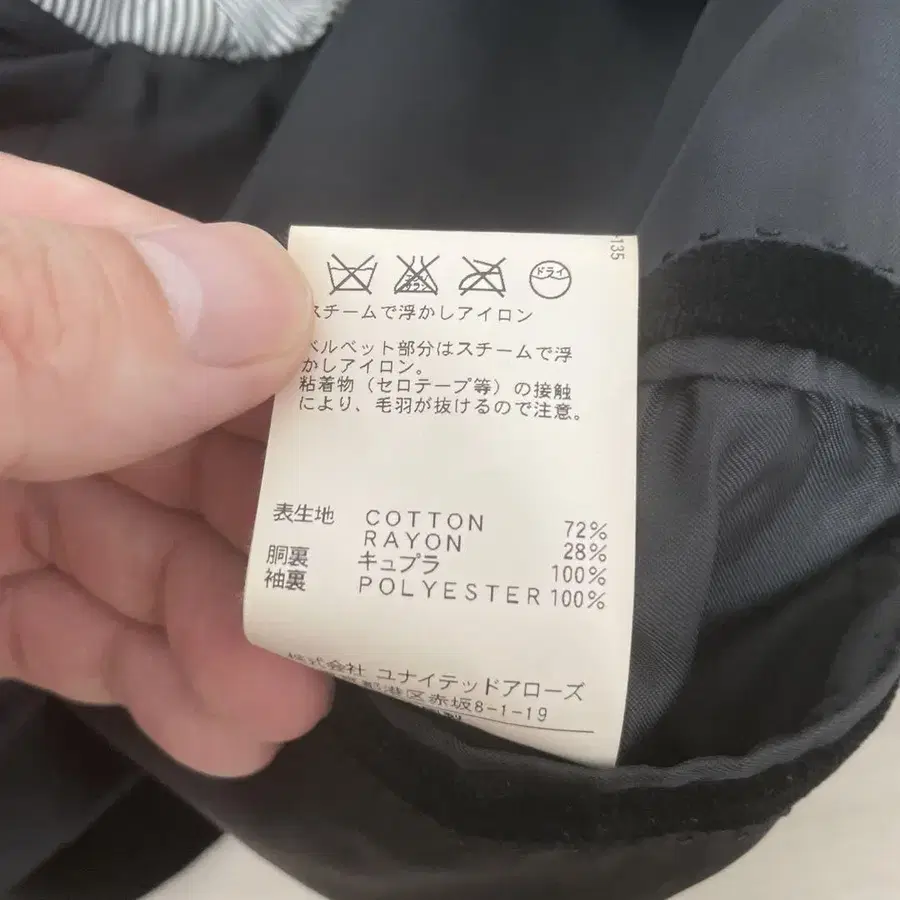 -135
ドライ
スチームで浮かしアイロン
ベルベット部分はスチームで浮
かしアイロン。
粘着物（セロテープ等）の接触
により、毛羽が抜けるので注意。
表生地 COTTON 72%
RAYON 28%
胴裏 キュプラ 100%
袖裏 POLYESTER 100%
株式会社 ユナイテッドアローズ
京都港区赤坂8-1-19